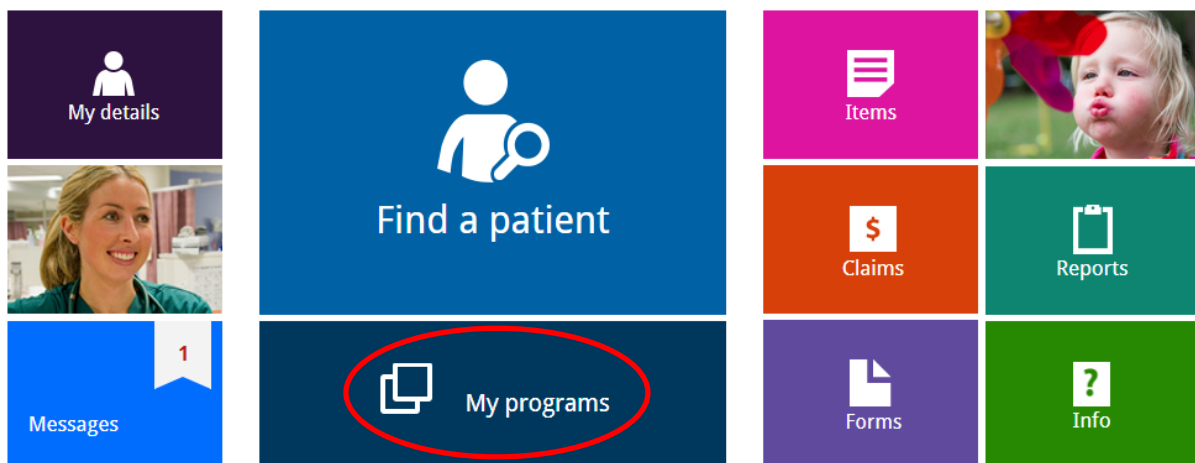 My details
Find a patient
Items
$
Claims
Reports
1
Messages
My programs
Forms
?
Info